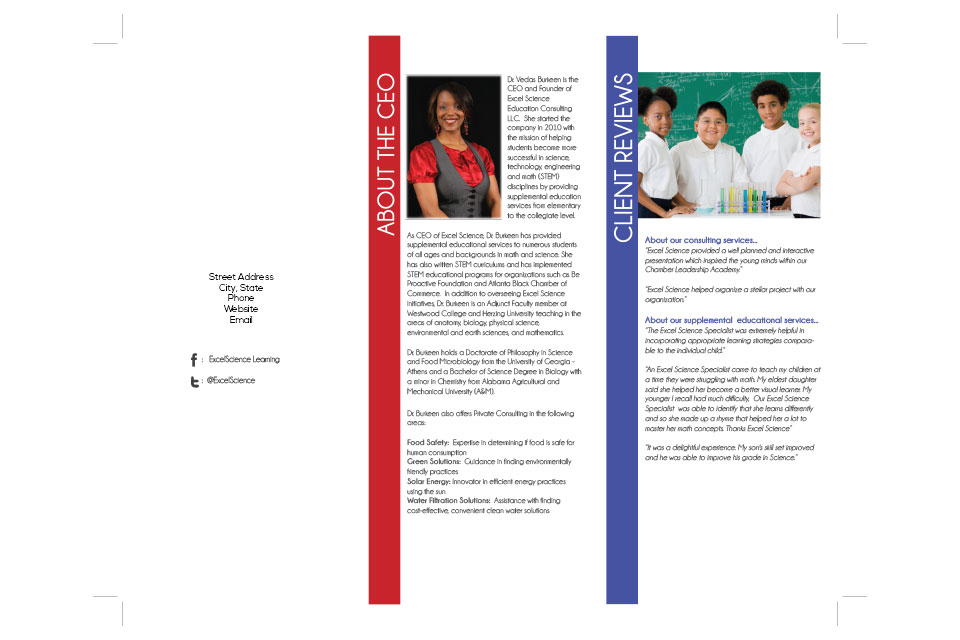 Street Address
City, State
Phone
Website
Email
f : ExcelScience Learning
t : @ExcelScience
ABOUT THE CEO
Dr. Vedas Burkeen is the
CEO and Founder of
Excel Science
Education Consulting
LLC. She started the
company in 2010 with
the mission of helping
students become more
successful in science,
technology, engineering
and math (STEM)
disciplines by providing
supplemental education
services from elementary
to the collegiate level.
As CEO of Excel Science, Dr. Burkeen has provided
supplemental educational services to numerous students
of all ages and backgrounds in math and science. She
has also written STEM curriculums and has implemented
STEM educational programs for organizations such as Be
Proactive Foundation and Atlanta Black Chamber of
Commerce. In addition to overseeing Excel Science
initiatives, Dr. Burkeen is an Adjunct Faculty member at
Westwood College and Herzing University teaching in the
areas of anatomy, biology, physical science,
environmental and earth sciences, and mathematics.
Dr. Burkeen holds a Doctorate of Philosophy in Science
and Food Microbiology from the University of Georgia -
Athens and a Bachelor of Science Degree in Biology with
a minor in Chemistry from Alabama Agricultural and
Mechanical University (A&M).
Dr. Burkeen also offers Private Consulting in the following
areas:
Food Safety: Expertise in determining if food is safe for
human consumption
Green Solutions: Guidance in finding environmentally
friendly practices
Solar Energy: Innovator in efficient energy practices
using the sun
Water Filtration Solutions: Assistance with finding
cost-effective, convenient clean water solutions
CLIENT REVIEWS
About our consulting services...
"Excel Science provided a well planned and interactive
presentation which inspired the young minds within our
Chamber Leadership Academy."
"Excel Science helped organize a stellar project with our
organization."
About our supplemental educational services...
"The Excel Science Specialist was extremely helpful in
incorporating appropriate learning strategies compara-
ble to the individual child."
"An Excel Science Specialist came to teach my children at
a time they were struggling with math. My eldest daughter
said she helped her become a better visual learner. My
younger I recall had much difficulty, Our Excel Science
Specialist was able to identify that she learns differently
and so she made up a rhyme that helped her a lot to
master her math concepts. Thanks Excel Science"
"It was a delightful experience. My son's skill set improved
and he was able to improve his grade in Science."